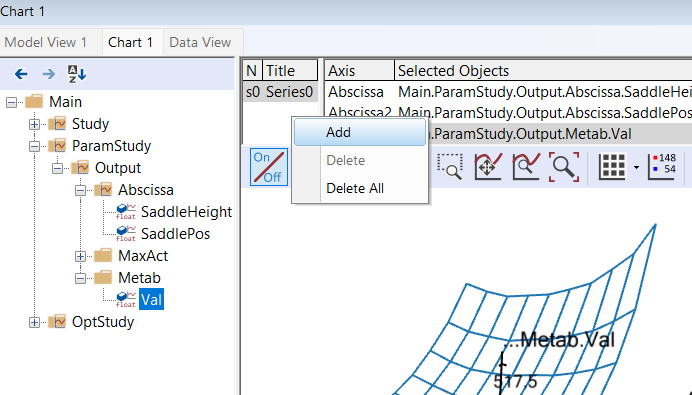 Chart 1
Model View 1 Chart 1 Data View
A Z
Main
Study
ParamStudy
Output
Abscissa
float SaddleHeight
float SaddlePos
MaxAct
Metab
float Val
OptStudy
N Title
s0 Series0
Axis Selected Objects
Abscissa Main.ParamStudy.Output.Abscissa.SaddleHei
Abscissa2 Main.ParamStudy.Output.Abscissa.SaddlePos
.ParamStudy.Output.Metab.Val
Add
Delete
Delete All
On
Off
148
54
...Metab.Val
517.5